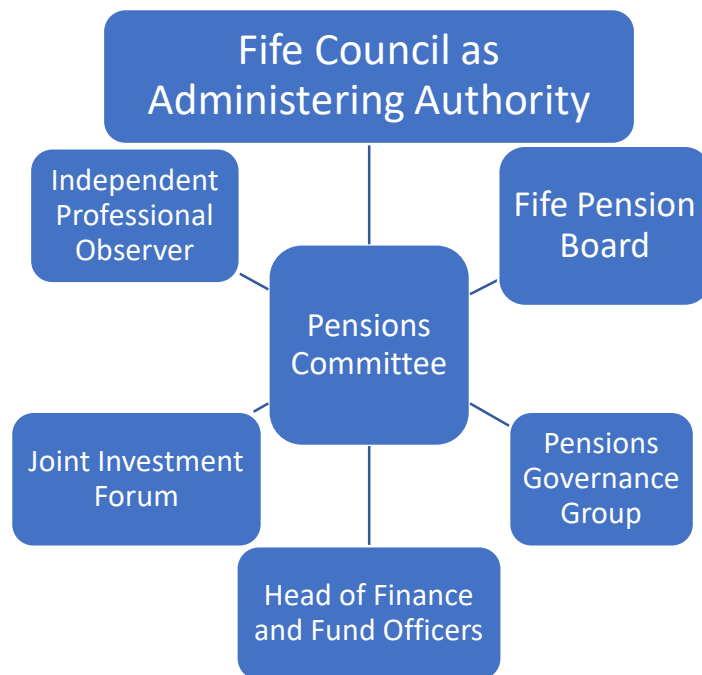 Fife Council as
Administering Authority
Independent
Professional
Observer
Fife Pension
Board
Pensions
Committee
Joint Investment
Forum
Pensions
Governance
Group
Head of Finance
and Fund Officers